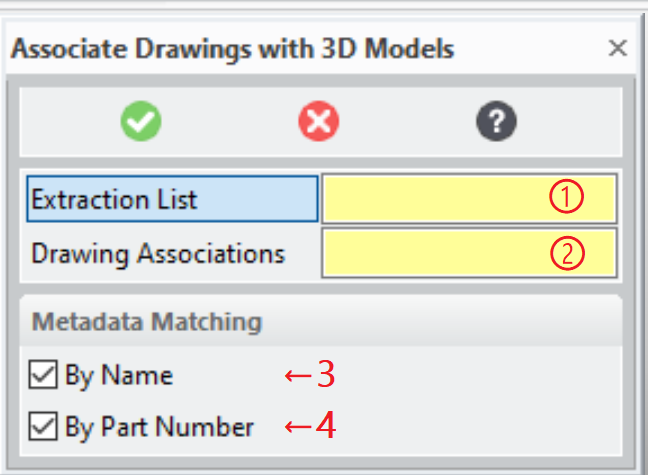 Associate Drawings with 3D Models
Extraction List ①
Drawing Associations ②
Metadata Matching
By Name ←3
By Part Number ←4